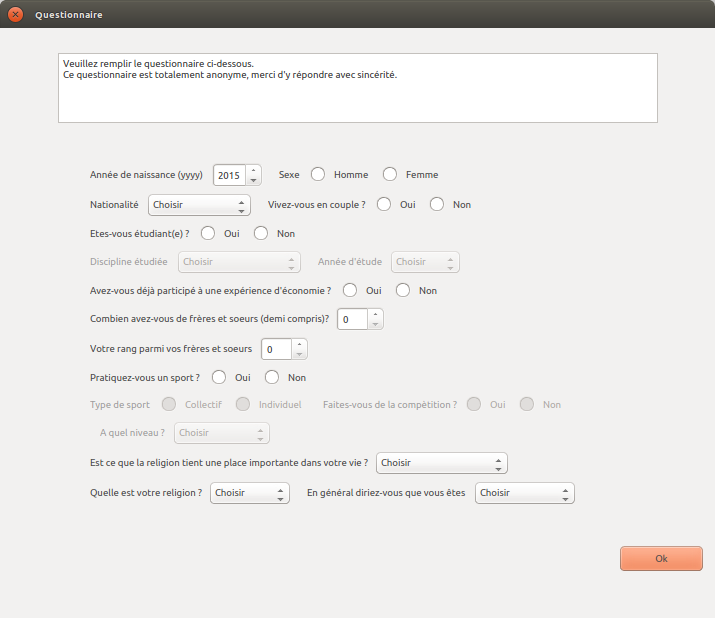 Questionnaire
Veuillez remplir le questionnaire ci-dessous.
Ce questionnaire est totalement anonyme, merci d'y répondre avec sincérité.
Année de naissance (yyyy) 2015 Sexe Homme Femme
Nationalité Choisir Vivez-vous en couple ? Oui Non
Etes-vous étudiant(e) ? Oui Non
Discipline étudiée Choisir Année d'étude Choisir
Avez-vous déjà participé à une expérience d'économie ? Oui Non
Combien avez-vous de frères et soeurs (demi compris)? 0
Votre rang parmi vos frères et soeurs 0
Pratiquez-vous un sport ? Oui Non
Type de sport Collectif Individuel Faites-vous de la compètition ? Oui Non
A quel niveau ? Choisir
Est ce que la religion tient une place importante dans votre vie ? Choisir
Quelle est votre religion ? Choisir En général diriez-vous que vous êtes Choisir
Ok